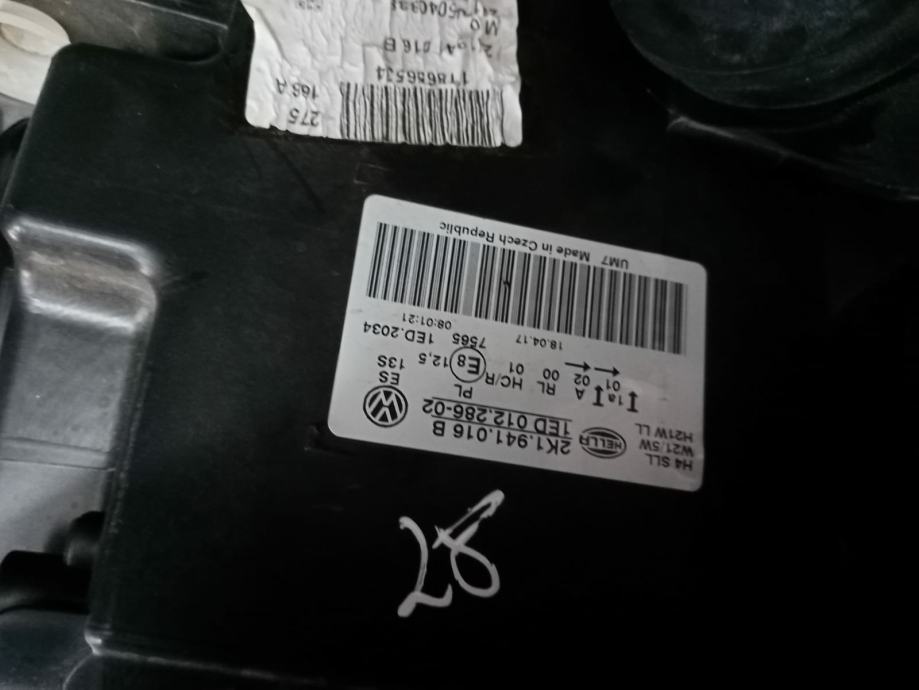 H4 SLL
W21/5W
H21W LL
HELLA
2K1.941.016 B
1ED 012.286-02
PL
ES
13S
1a A RL HC/R E8 12,5
01 02 00 01 7565 1ED.2034
18.04.17 08:01:21
UM7 Made in Czech Republic
28
275
166 A
016 B